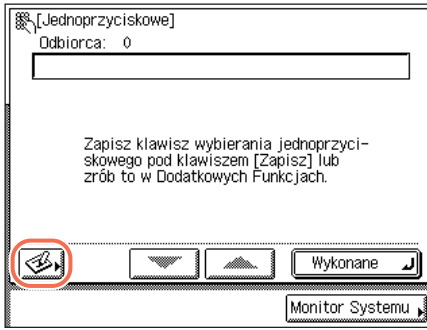 [Jednoprzyciskowe]
Odbiorca: 0
Zapisz klawisz wybierania jednoprzyci-
skowego pod klawiszem [Zapisz] lub
zrób to w Dodatkowych Funkcjach.
Wykonane
Monitor Systemu